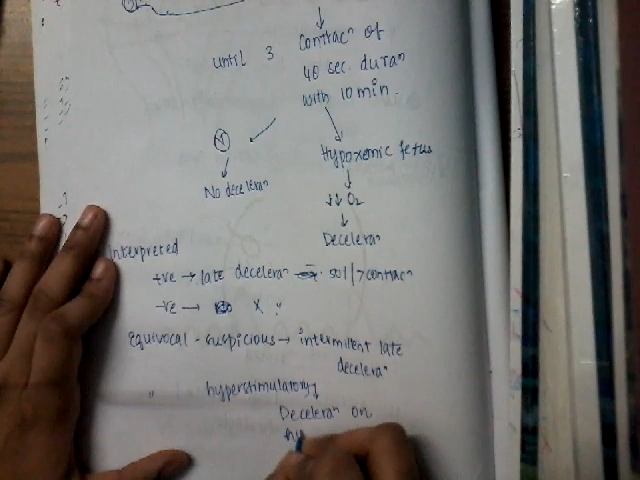 Contracⁿ of
until 3 40 sec. duraⁿ
with 10 min.
N Hypoxemic fetus
No deceleraⁿ ↓↓ O₂
Deceleraⁿ
Interpreted
+ve → late deceleraⁿ 50% / > contracⁿ
-ve → X "
Equivocal - suspicious → intermittent late
deceleraⁿ
" hyperstimulatory ↓
Deceleraⁿ on